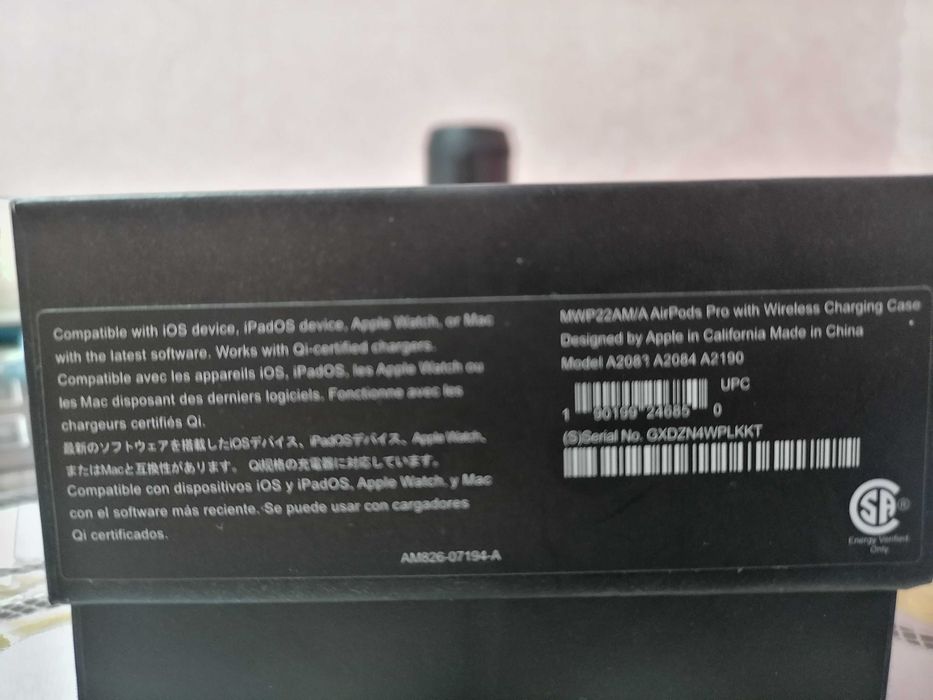 Compatible with iOS device, iPadOS device, Apple Watch, or Mac
with the latest software. Works with Qi-certified chargers.
Compatible avec les appareils iOS, iPadOS, les Apple Watch ou
les Mac disposant des derniers logiciels. Fonctionne avec les
chargeurs certifiés Qi.
最新のソフトウェアを搭載したiOSデバイス、iPadOSデバイス、Apple Watch、
またはMacと互換性があります。 Qi規格の充電器に対応しています。
Compatible con dispositivos iOS y iPadOS, Apple Watch, y Mac
con el software más reciente. Se puede usar con cargadores
Qi certificados.
AM826-07194-A
MWP22AM/A AirPods Pro with Wireless Charging Case
Designed by Apple in California Made in China
Model A2081 A2084 A2190
UPC
1 90199 24685 0
(S)Serial No. GXDZN4WPLKKT
SA ®
Energy Verified
Only